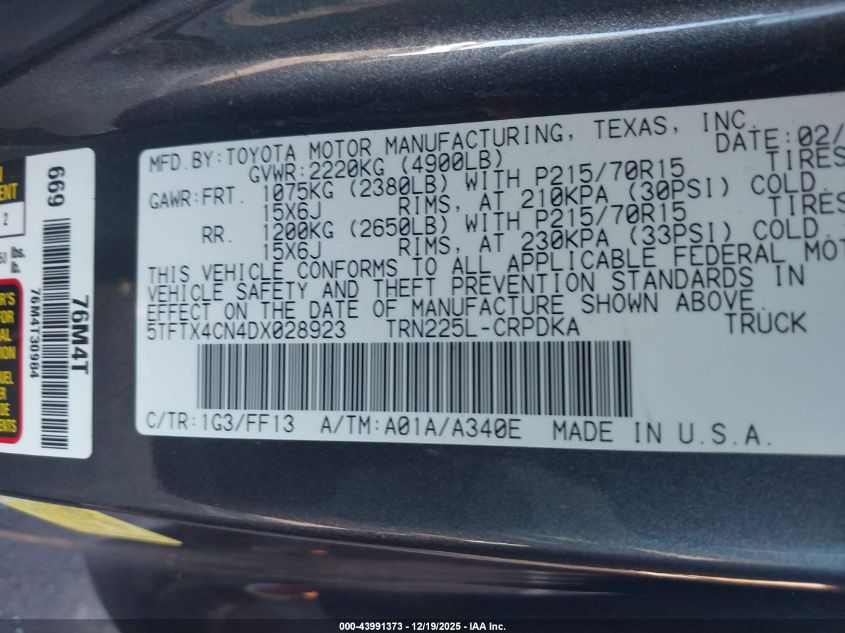 MFD.BY:TOYOTA MOTOR MANUFACTURING, TEXAS, INC.
DATE:02/
GVWR:2220KG (4900LB)
GAWR:FRT. 1075KG (2380LB) WITH P215/70R15 TIRES
15X6J RIMS, AT 210KPA (30PSI) COLD.
RR. 1200KG (2650LB) WITH P215/70R15 TIRES
15X6J RIMS, AT 230KPA (33PSI) COLD.
THIS VEHICLE CONFORMS TO ALL APPLICABLE FEDERAL MOT
VEHICLE SAFETY AND THEFT PREVENTION STANDARDS IN
EFFECT ON THE DATE OF MANUFACTURE SHOWN ABOVE.
5TFTX4CN4DX028923 TRN225L-CRPDKA TRUCK
C/TR:1G3/FF13 A/TM:A01A/A340E MADE IN U.S.A.
669
76M4T
76M4T30984
2
lbs.
lb.
000-43991373 - 12/19/2025 - IAA Inc.